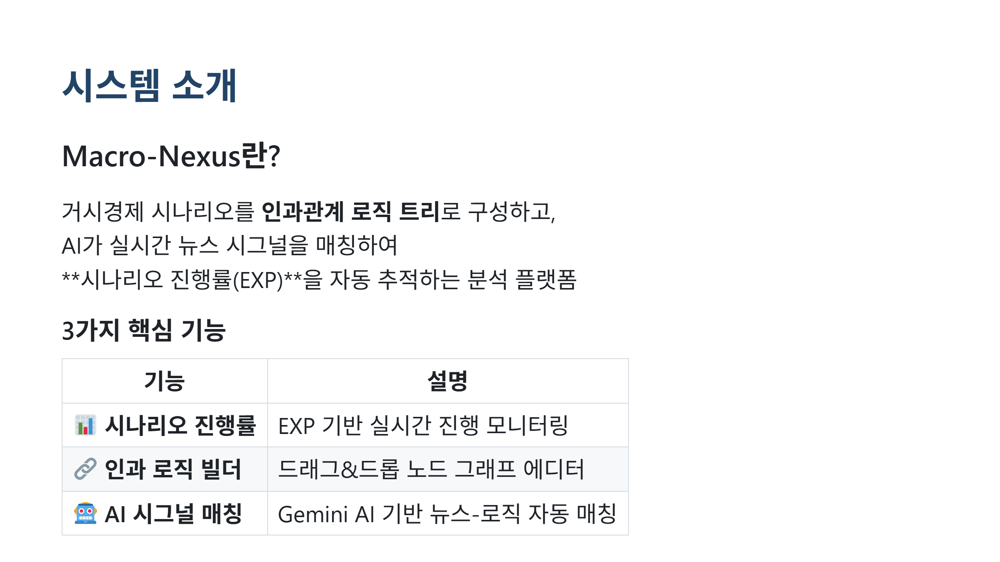 시스템 소개
Macro-Nexus란?
거시경제 시나리오를 인과관계 로직 트리로 구성하고,
AI가 실시간 뉴스 시그널을 매칭하여
**시나리오 진행률(EXP)**을 자동 추적하는 분석 플랫폼
3가지 핵심 기능
기능 설명
시나리오 진행률 EXP 기반 실시간 진행 모니터링
인과 로직 빌더 드래그&드롭 노드 그래프 에디터
AI 시그널 매칭 Gemini AI 기반 뉴스-로직 자동 매칭